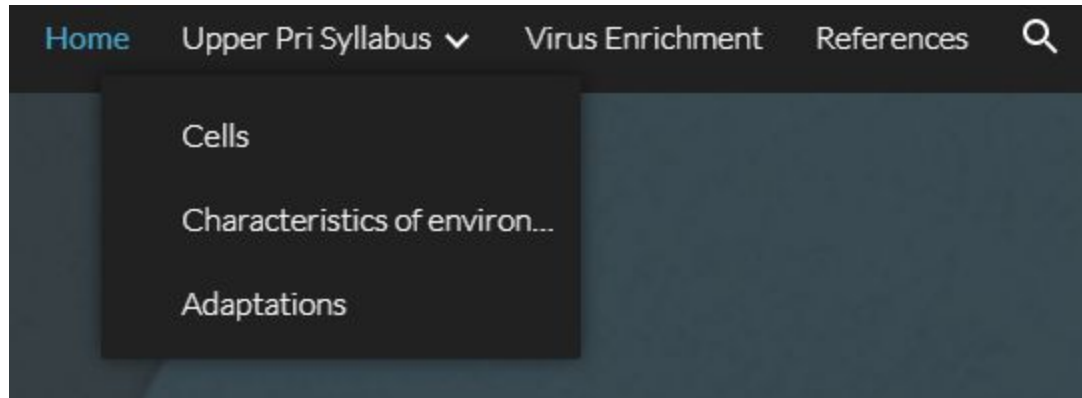 Home Upper Pri Syllabus Virus Enrichment References
Cells
Characteristics of environ...
Adaptations